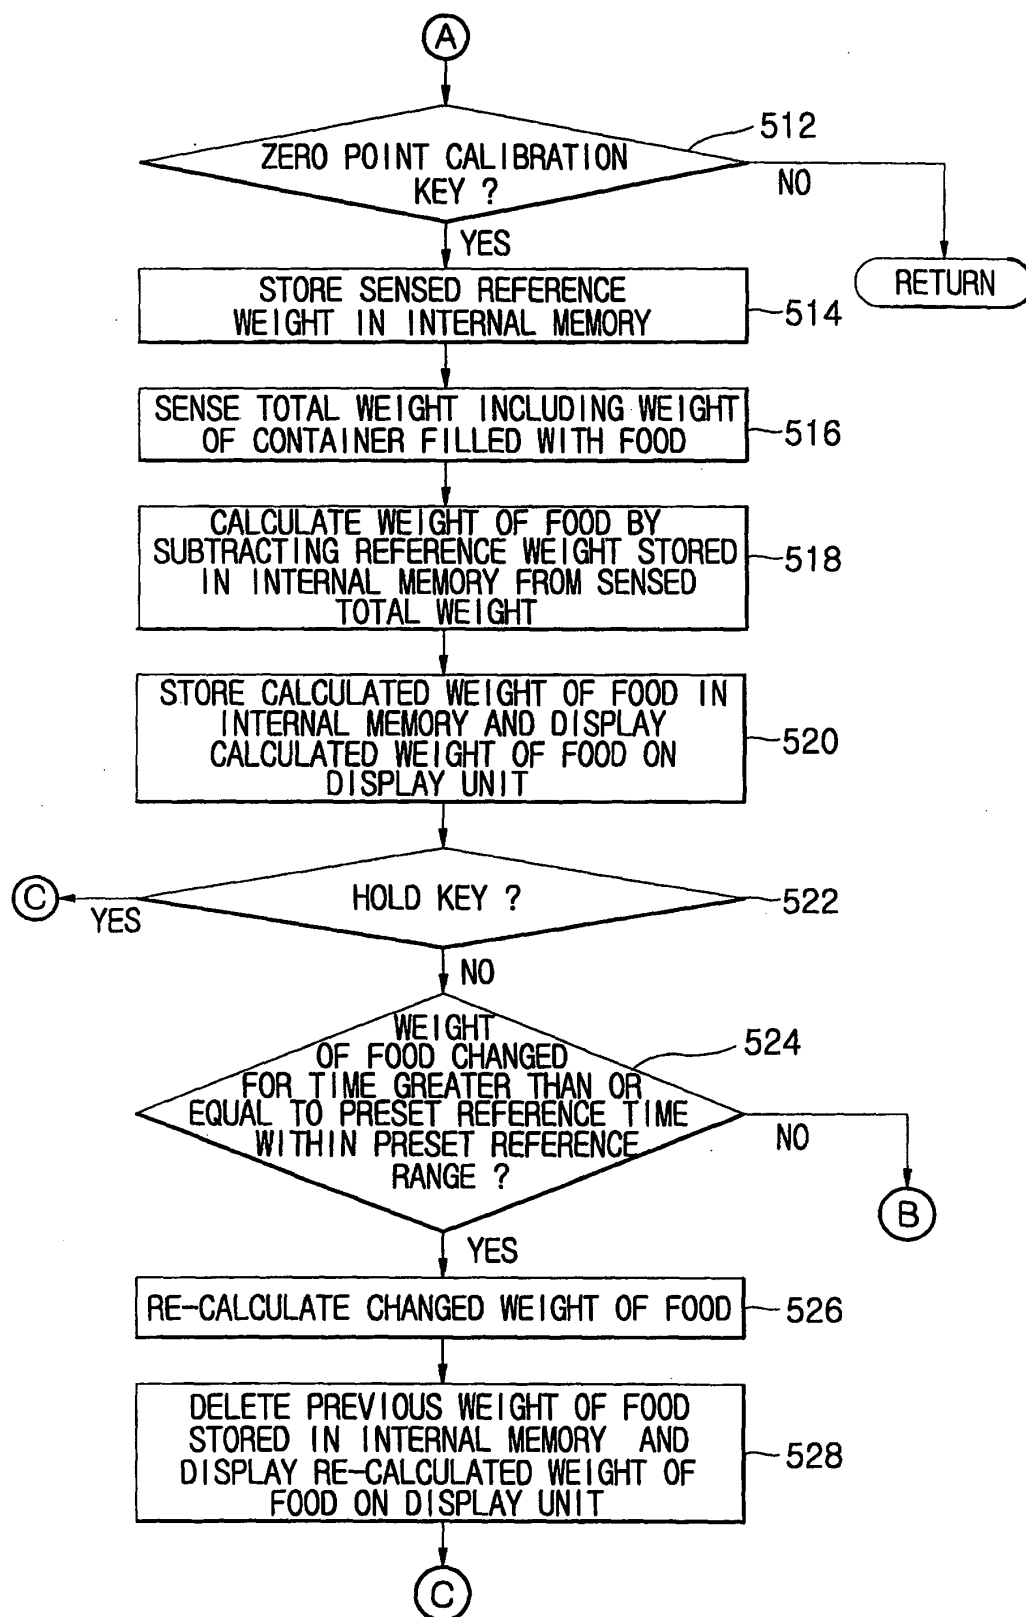 A
ZERO POINT CALIBRATION
KEY ?
512
NO
YES
RETURN
STORE SENSED REFERENCE
WEIGHT IN INTERNAL MEMORY
514
SENSE TOTAL WEIGHT INCLUDING WEIGHT
OF CONTAINER FILLED WITH FOOD
516
CALCULATE WEIGHT OF FOOD BY
SUBTRACTING REFERENCE WEIGHT STORED
IN INTERNAL MEMORY FROM SENSED
TOTAL WEIGHT
518
STORE CALCULATED WEIGHT OF FOOD IN
INTERNAL MEMORY AND DISPLAY
CALCULATED WEIGHT OF FOOD ON
DISPLAY UNIT
520
HOLD KEY ?
522
C
YES
NO
WEIGHT
OF FOOD CHANGED
FOR TIME GREATER THAN OR
EQUAL TO PRESET REFERENCE TIME
WITHIN PRESET REFERENCE
RANGE ?
524
NO
B
YES
RE-CALCULATE CHANGED WEIGHT OF FOOD
526
DELETE PREVIOUS WEIGHT OF FOOD
STORED IN INTERNAL MEMORY AND
DISPLAY RE-CALCULATED WEIGHT OF
FOOD ON DISPLAY UNIT
528
C